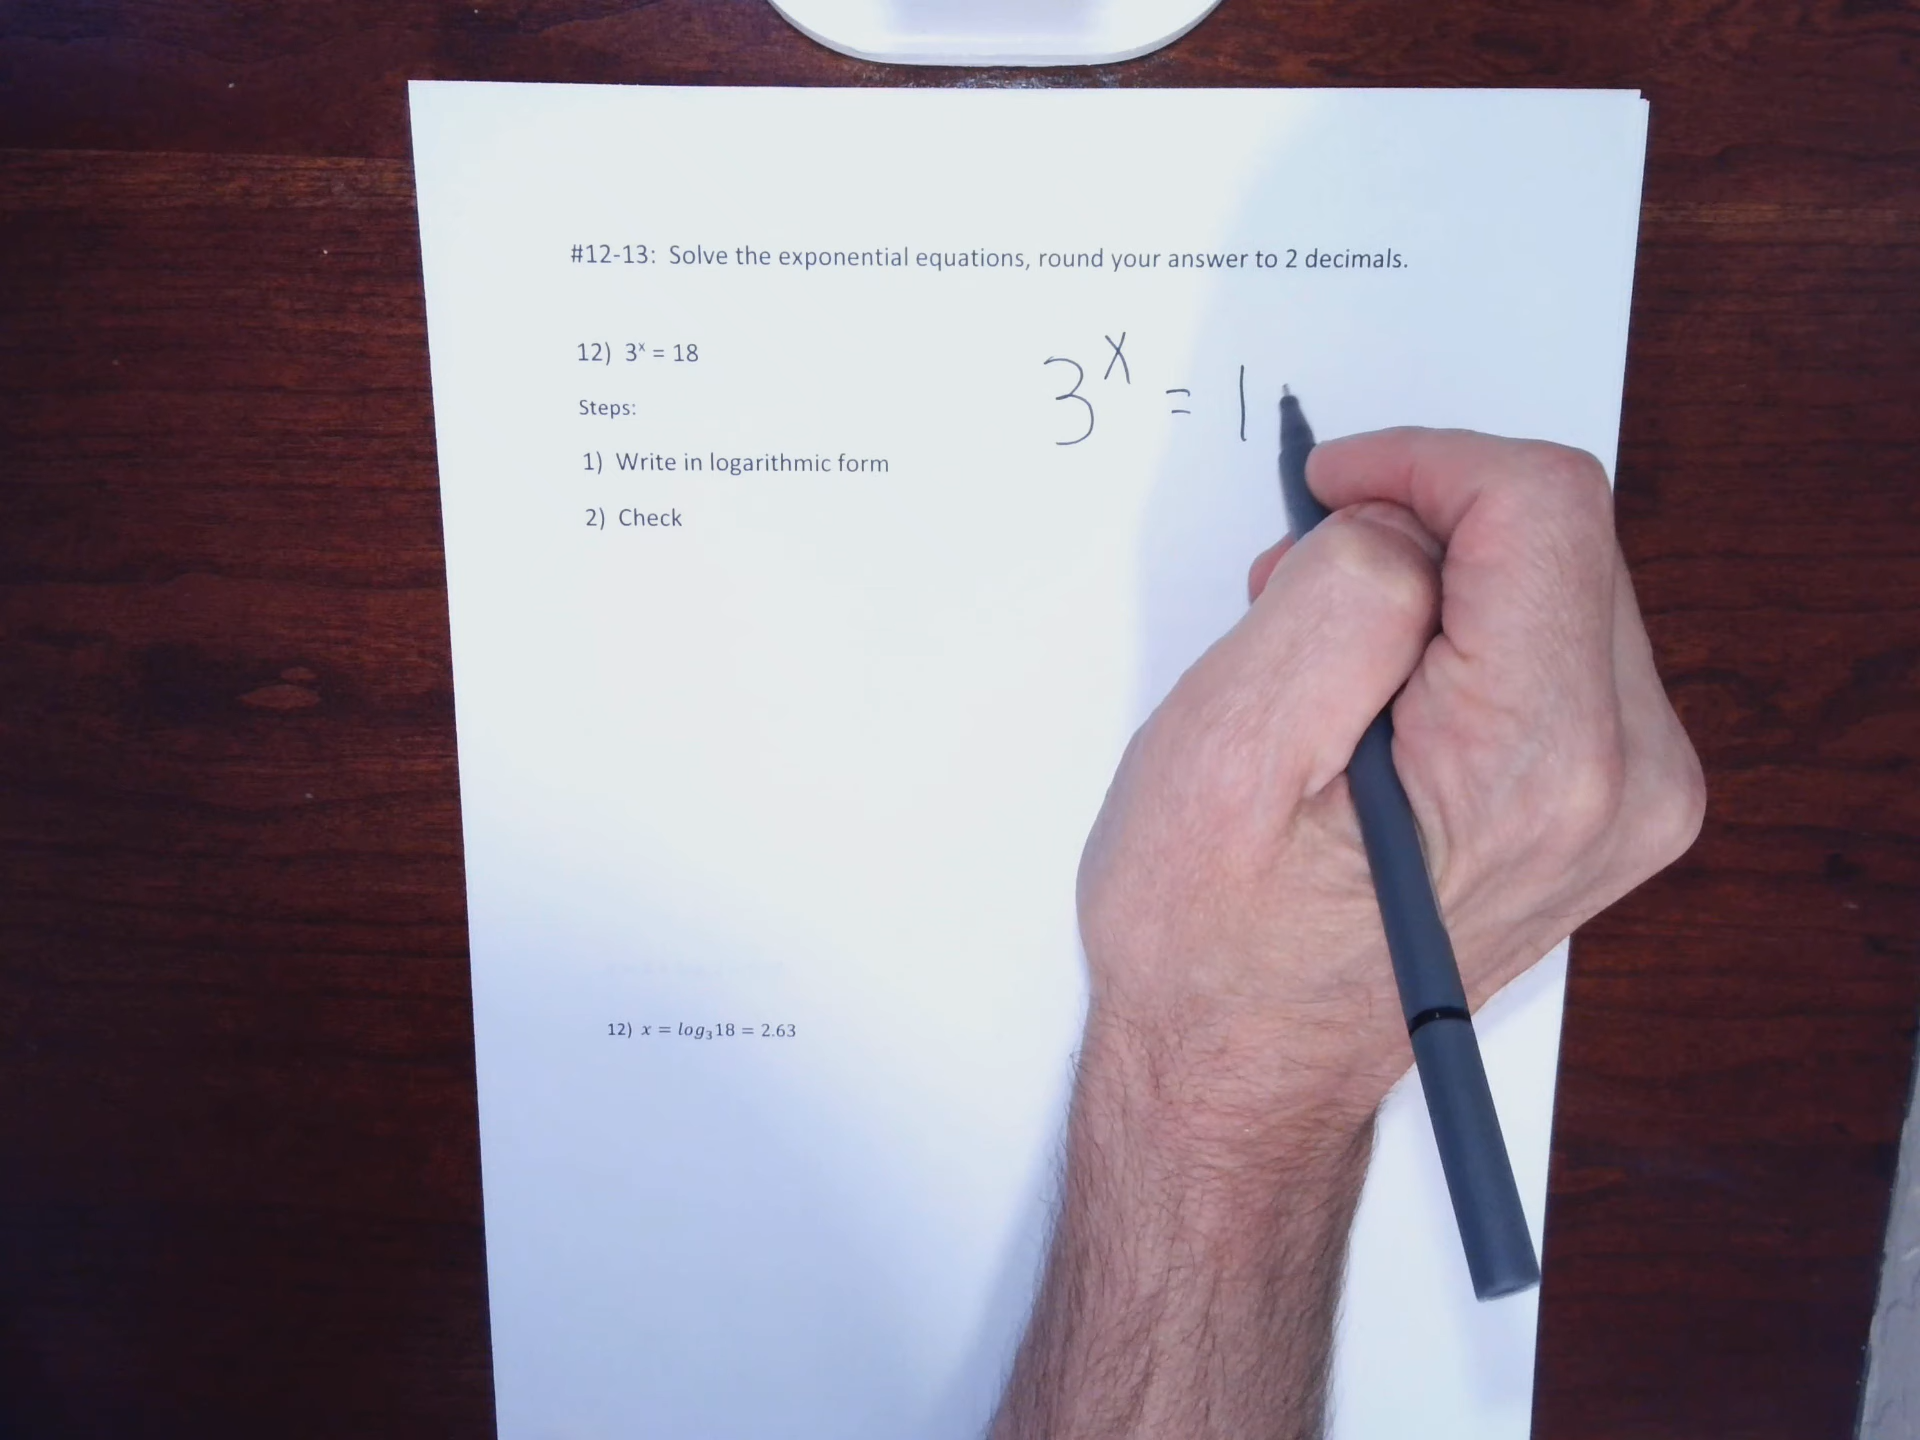 #12-13: Solve the exponential equations, round your answer to 2 decimals.
12) 3ˣ = 18
3ˣ = 1
Steps:
1) Write in logarithmic form
2) Check
12) x = log₃18 = 2.63